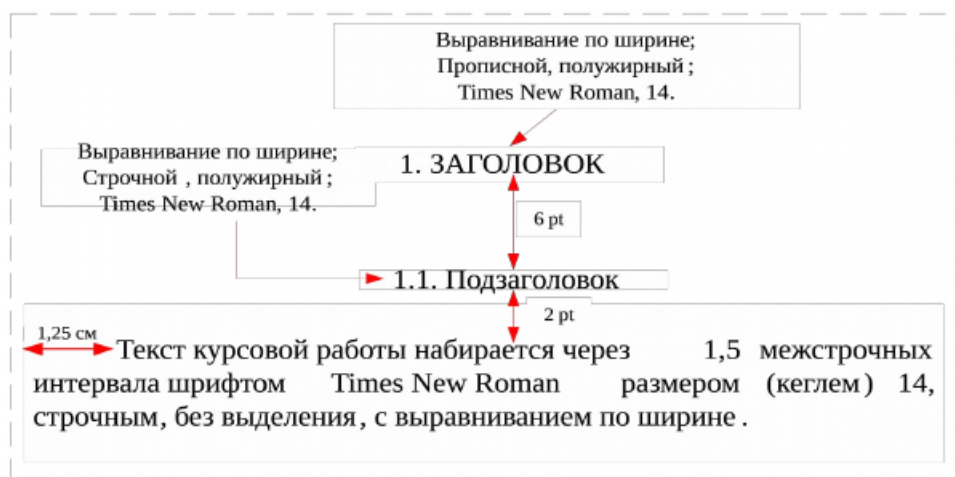 Выравнивание по ширине;
Прописной, полужирный ;
Times New Roman, 14.
Выравнивание по ширине;
Строчной , полужирный ;
Times New Roman, 14.
1. ЗАГОЛОВОК
6 pt
1.1. Подзаголовок
2 pt
1,25 см
Текст курсовой работы набирается через 1,5 межстрочных
интервала шрифтом Times New Roman размером (кеглем) 14,
строчным, без выделения, с выравниванием по ширине .